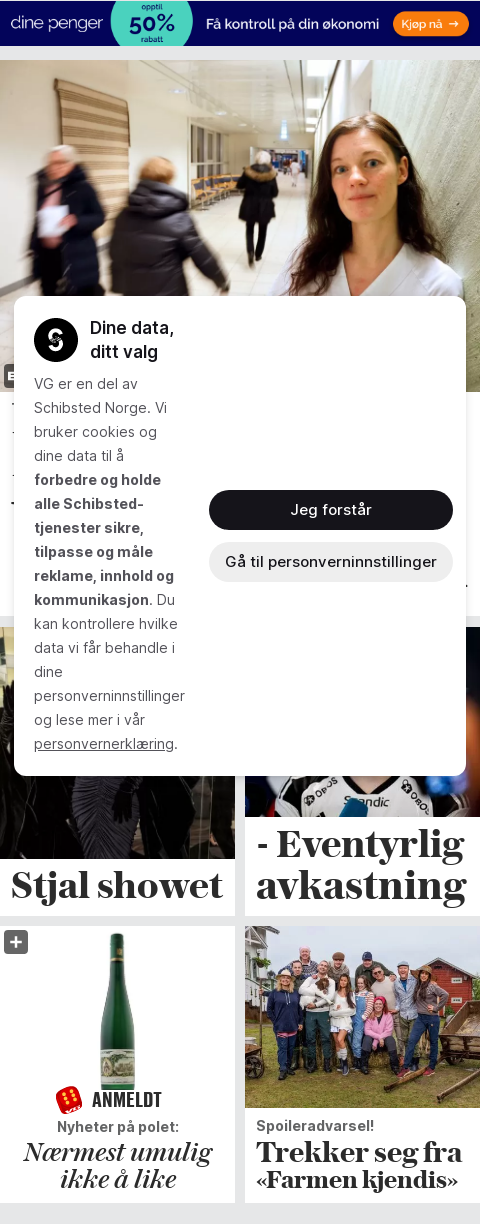 dine penger
opptil
50%
rabatt
Få kontroll på din økonomi
Kjøp nå →
Dine data,
ditt valg
VG er en del av
Schibsted Norge. Vi
bruker cookies og
dine data til å
forbedre og holde
alle Schibsted-
tjenester sikre,
tilpasse og måle
reklame, innhold og
kommunikasjon. Du
kan kontrollere hvilke
data vi får behandle i
dine
personverninnstillinger
og lese mer i vår
personvernerklæring.
Jeg forstår
Gå til personverninnstillinger
OBOS
Scandic
OBOS
Stjal showet
- Eventyrlig
avkastning
ANMELDT
Nyheter på polet:
Nærmest umulig
ikke å like
Spoileradvarsel!
Trekker seg fra
«Farmen kjendis»